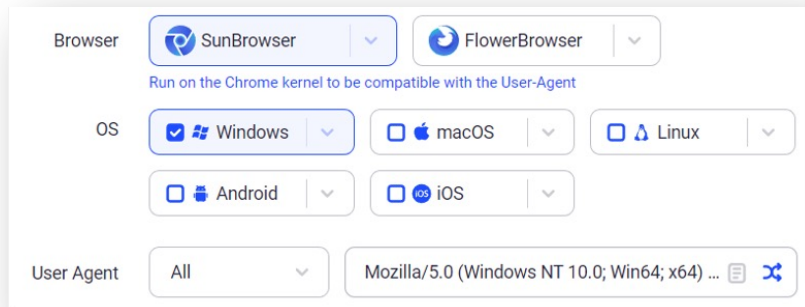 Browser SunBrowser FlowerBrowser
Run on the Chrome kernel to be compatible with the User-Agent
OS Windows macOS Linux
Android iOS iOS
User Agent All Mozilla/5.0 (Windows NT 10.0; Win64; x64) ...